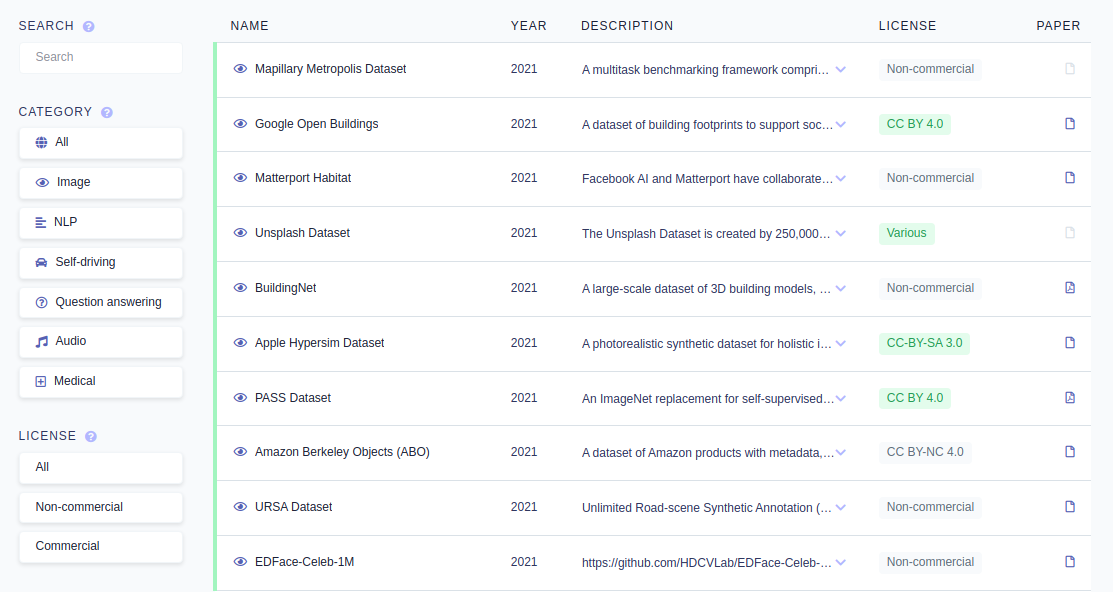 SEARCH
Search
CATEGORY
All
Image
NLP
Self-driving
Question answering
Audio
Medical
LICENSE
All
Non-commercial
Commercial
NAME YEAR DESCRIPTION LICENSE PAPER
Mapillary Metropolis Dataset 2021 A multitask benchmarking framework compri... Non-commercial
Google Open Buildings 2021 A dataset of building footprints to support soc... CC BY 4.0
Matterport Habitat 2021 Facebook AI and Matterport have collaborate... Non-commercial
Unsplash Dataset 2021 The Unsplash Dataset is created by 250,000... Various
BuildingNet 2021 A large-scale dataset of 3D building models, ... Non-commercial
Apple Hypersim Dataset 2021 A photorealistic synthetic dataset for holistic i... CC-BY-SA 3.0
PASS Dataset 2021 An ImageNet replacement for self-supervised... CC BY 4.0
Amazon Berkeley Objects (ABO) 2021 A dataset of Amazon products with metadata,... CC BY-NC 4.0
URSA Dataset 2021 Unlimited Road-scene Synthetic Annotation (... Non-commercial
EDFace-Celeb-1M 2021 https://github.com/HDCVLab/EDFace-Celeb-... Non-commercial